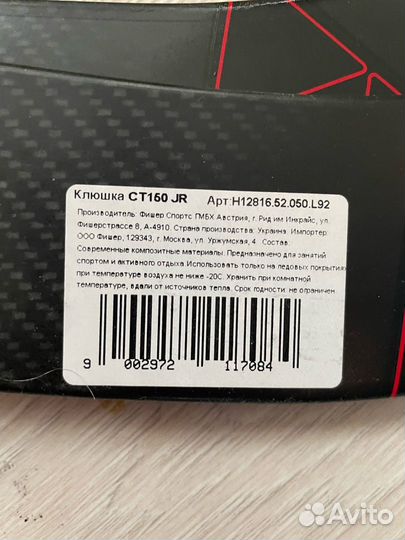 Клюшка CT150 JR Арт:H12816.52.050.L92
Производитель: Фишер Спортс ГМБХ Австрия, г. Рид им Инкрайс, ул.
Фишерстрассе 8, А-4910. Страна производства: Украина. Импортер:
ООО Фишер, 129343, г. Москва, ул. Уржумская, 4 . Состав:
Современные композитные материалы. Предназначено для занятий
спортом и активного отдыха. Использовать только на ледовых покрытиях
при температуре воздуха не ниже -20С. Хранить при комнатной
температуре, вдали от источников тепла. Срок годности: не ограничен.
9 002972 117084
Avito